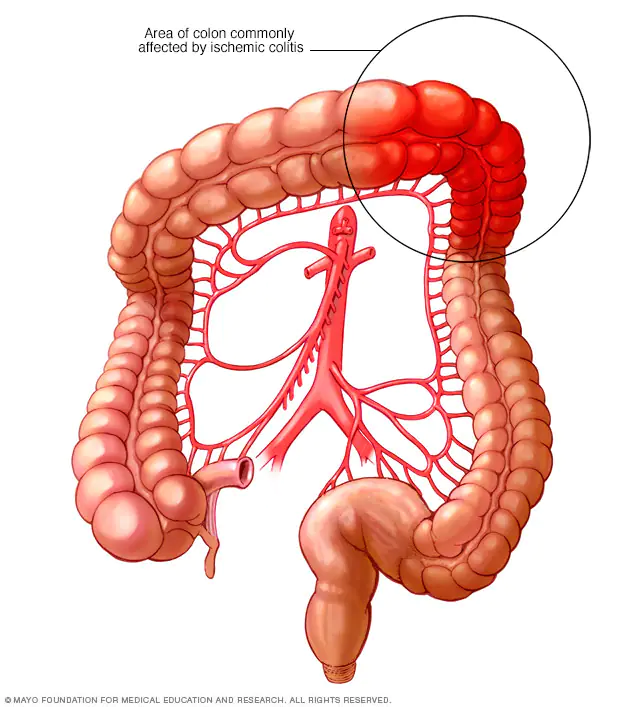 Area of colon commonly
affected by ischemic colitis
© MAYO FOUNDATION FOR MEDICAL EDUCATION AND RESEARCH. ALL RIGHTS RESERVED.